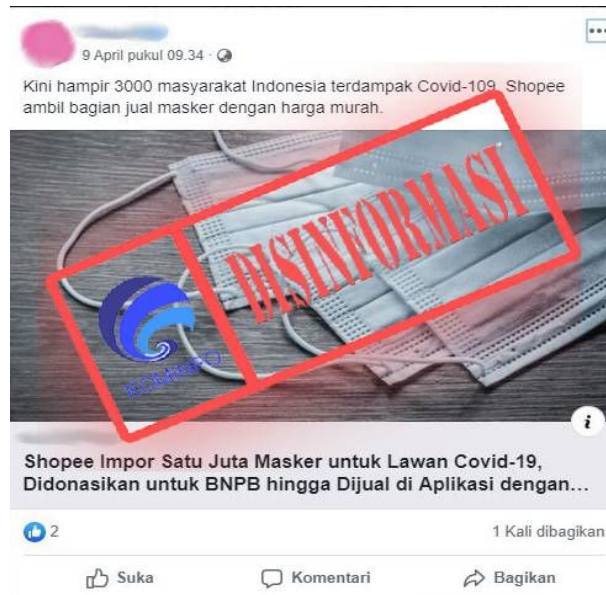 9 April pukul 09.34 ·
Kini hampir 3000 masyarakat Indonesia terdampak Covid-109, Shopee
ambil bagian jual masker dengan harga murah.
DISINFORMASI
KOMINFO
i
Shopee Impor Satu Juta Masker untuk Lawan Covid-19,
Didonasikan untuk BNPB hingga Dijual di Aplikasi dengan...
2
1 Kali dibagikan
Suka
Komentari
Bagikan